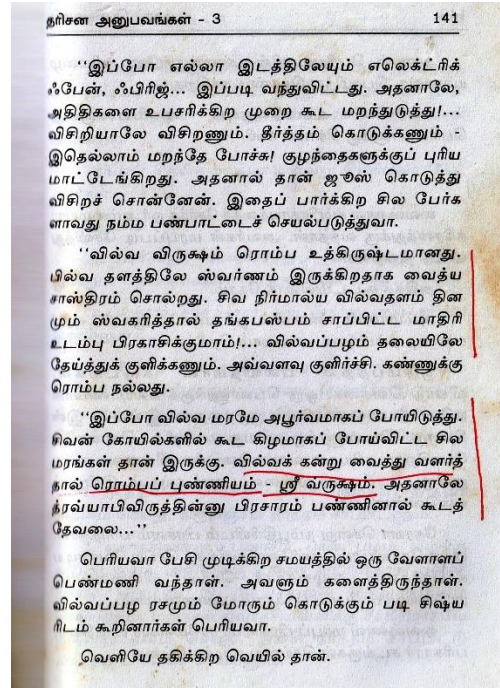 தரிசன அனுபவங்கள் - 3 141
‘‘இப்போ எல்லா இடத்திலேயும் எலெக்ட்ரிக்
ஃபேன், ஃபிரிஜ்... இப்படி வந்துவிட்டது. அதனாலே,
அதிதிகளை உபசரிக்கிற முறை கூட மறந்துடுத்து!...
விசிறியாலே விசிறணும். தீர்த்தம் கொடுக்கணும் -
இதெல்லாம் மறந்தே போச்சு! குழந்தைகளுக்குப் புரிய
மாட்டேங்கிறது. அதனால் தான் ஜூஸ் கொடுத்து
விசிறச் சொன்னேன். இதைப் பார்க்கிற சில பேர்க
ளாவது நம்ம பண்பாட்டைச் செயல்படுத்துவா.
‘‘வில்வ விருக்ஷம் ரொம்ப உத்கிருஷ்டமானது.
பில்வ தளத்திலே ஸ்வர்ணம் இருக்கிறதாக வைத்ய
சாஸ்திரம் சொல்றது. சிவ நிர்மால்ய வில்வதளம் தின
மும் ஸ்வகரித்தால் தங்கபஸ்பம் சாப்பிட்ட மாதிரி
உடம்பு பிரகாசிக்குமாம்!... வில்வப்பழம் தலையிலே
தேய்த்துக் குளிக்கணும். அவ்வளவு குளிர்ச்சி. கண்ணுக்கு
ரொம்ப நல்லது.
‘‘இப்போ வில்வ மரமே அபூர்வமாகப் போயிடுத்து.
சிவன் கோயில்களில் கூட கிழமாகப் போய்விட்ட சில
மரங்கள் தான் இருக்கு. வில்வக் கன்று வைத்து வளர்த்
தால் ரொம்பப் புண்ணியம் - ஸ்ரீ வ்ருக்ஷம். அதனாலே
நீரவ்யாபிவிருத்தின்னு பிரசாரம் பண்ணினால் கூடத்
தேவலை...’’
பெரியவா பேசி முடிக்கிற சமயத்தில் ஒரு வேளாளப்
பெண்மணி வந்தாள். அவளும் களைத்திருந்தாள்.
வில்வப்பழ ரசமும் மோரும் கொடுக்கும் படி சிஷ்ய
ரிடம் கூறினார்கள் பெரியவா.
வெளியே தகிக்கிற வெயில் தான்.